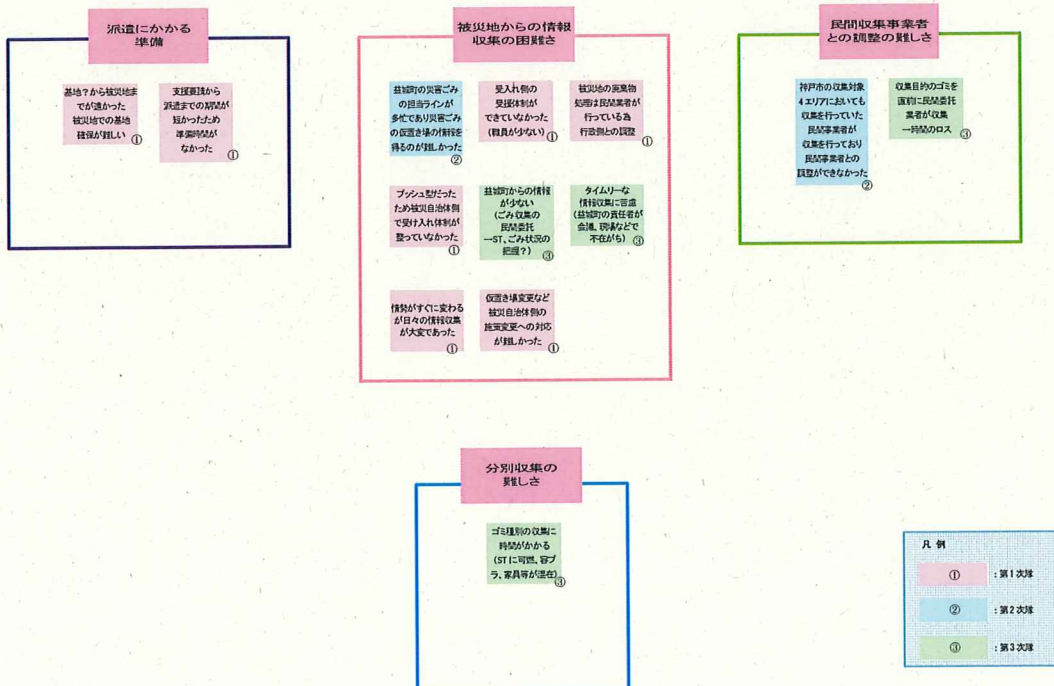 派遣にかかる
準備
基地?から被災地ま
でが遠かった
被災地での基地
確保が難しい
①
支援要請から
派遣までの期間が
短かったため
準備時間が
なかった
①
被災地からの情報
収集の困難さ
益城町の災害ごみ
の担当ラインが
多忙であり災害ごみ
の仮置き場の情報を
得るのが難しかった
②
受入れ側の
受援体制が
できていなかった
(職員が少ない)
①
被災地の廃棄物
処理は民間業者が
行っている為
行政側との調整
①
プッシュ型だった
ため被災自治体側
で受け入れ体制が
整っていなかった
①
益城町からの情報
が少ない
(ごみ収集の
民間委託
→ST、ごみ状況の
把握?)
③
タイムリーな
情報収集に苦慮
(益城町の責任者が
会議、現場などで
不在がち)
③
情勢がすぐに変わる
が日々の情報収集
が大変であった
①
仮置き場変更など
被災自治体側の
施策変更への対応
が難しかった
①
民間収集事業者
との調整の難しさ
神戸市の収集対象
4エリアにおいても
収集を行っていた
民間事業者が
収集を行っており
民間事業者との
調整ができなかった
②
収集目的のゴミを
直前に民間委託
業者が収集
→時間のロス
③
分別収集の
難しさ
ゴミ種別の収集に
時間がかかる
(STに可燃、容プ
ラ、家具等が混在)
③
凡 例
① :第1次隊
② :第2次隊
③ :第3次隊